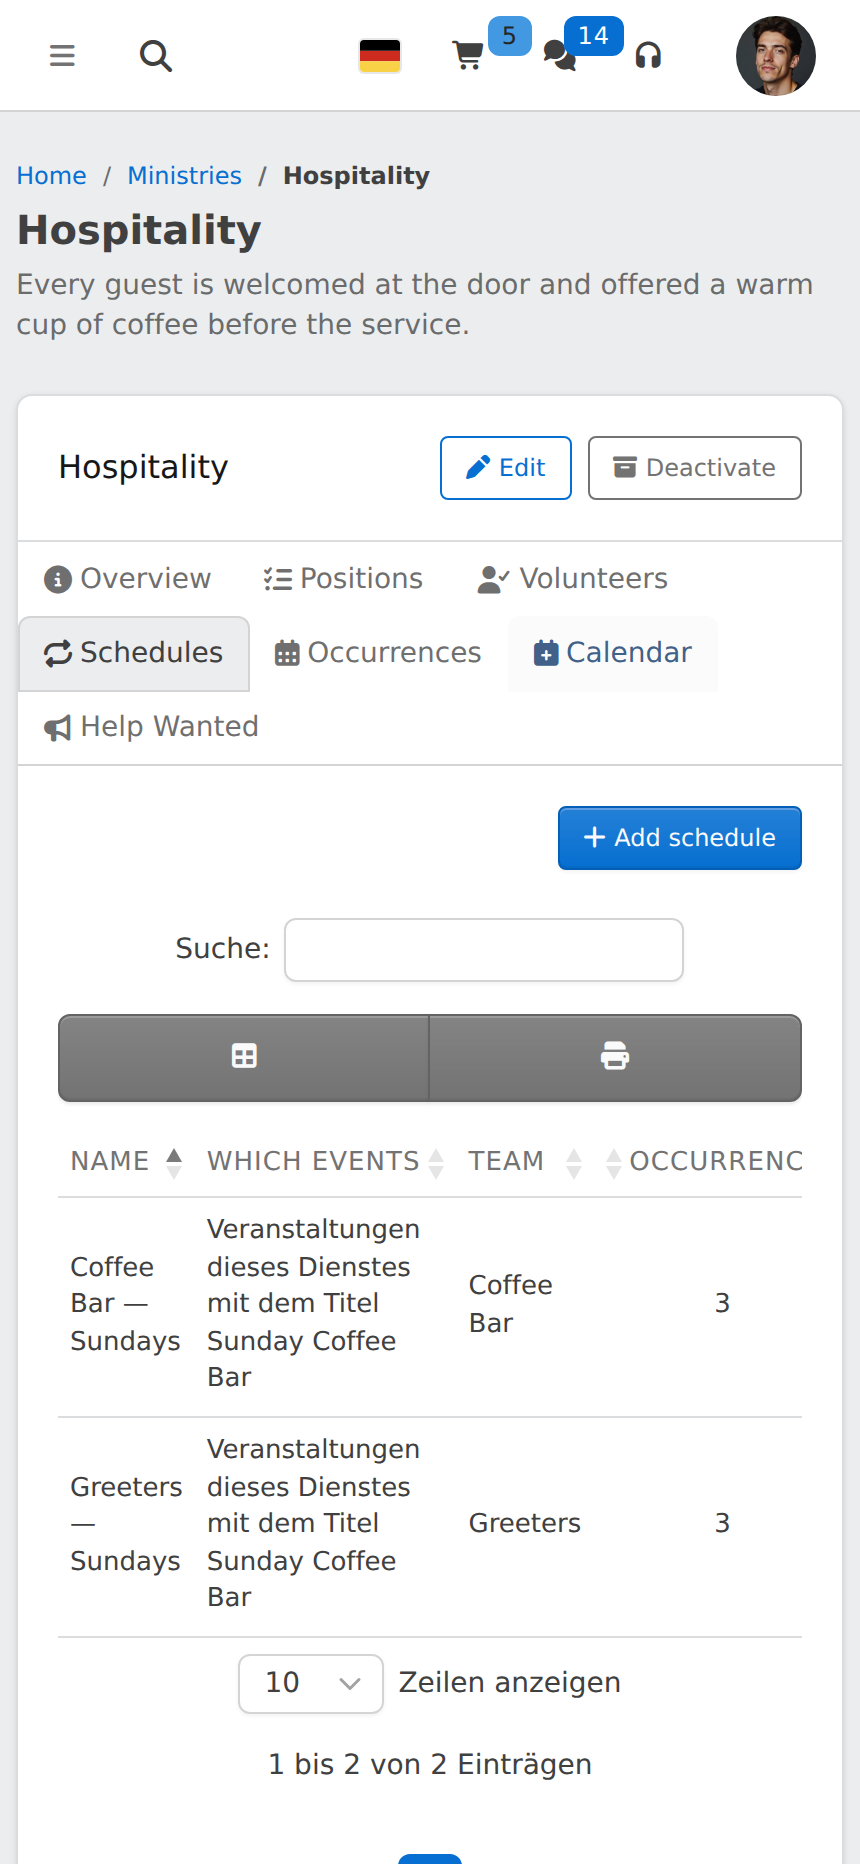 5
14
Home / Ministries / Hospitality
Hospitality
Every guest is welcomed at the door and offered a warm
cup of coffee before the service.
Hospitality
Edit
Deactivate
Overview
Positions
Volunteers
Schedules
Occurrences
Calendar
Help Wanted
Add schedule
Suche:
NAME
WHICH EVENTS
TEAM
OCCURRENC
Coffee
Bar —
Sundays
Veranstaltungen
dieses Dienstes
mit dem Titel
Sunday Coffee
Bar
Coffee
Bar
3
Greeters
—
Sundays
Veranstaltungen
dieses Dienstes
mit dem Titel
Sunday Coffee
Bar
Greeters
3
10
Zeilen anzeigen
1 bis 2 von 2 Einträgen